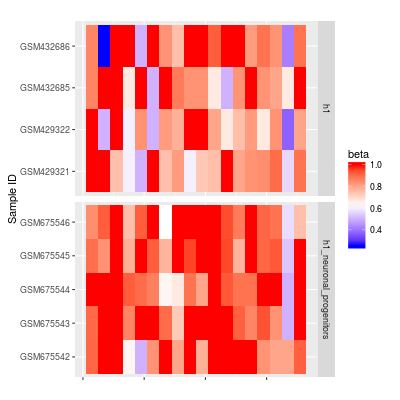 Sample ID
GSM432686
GSM432685
GSM429322
GSM429321
h1
GSM675546
GSM675545
GSM675544
GSM675543
GSM675542
h1_neuronal_progenitors
beta
1.0
0.8
0.6
0.4